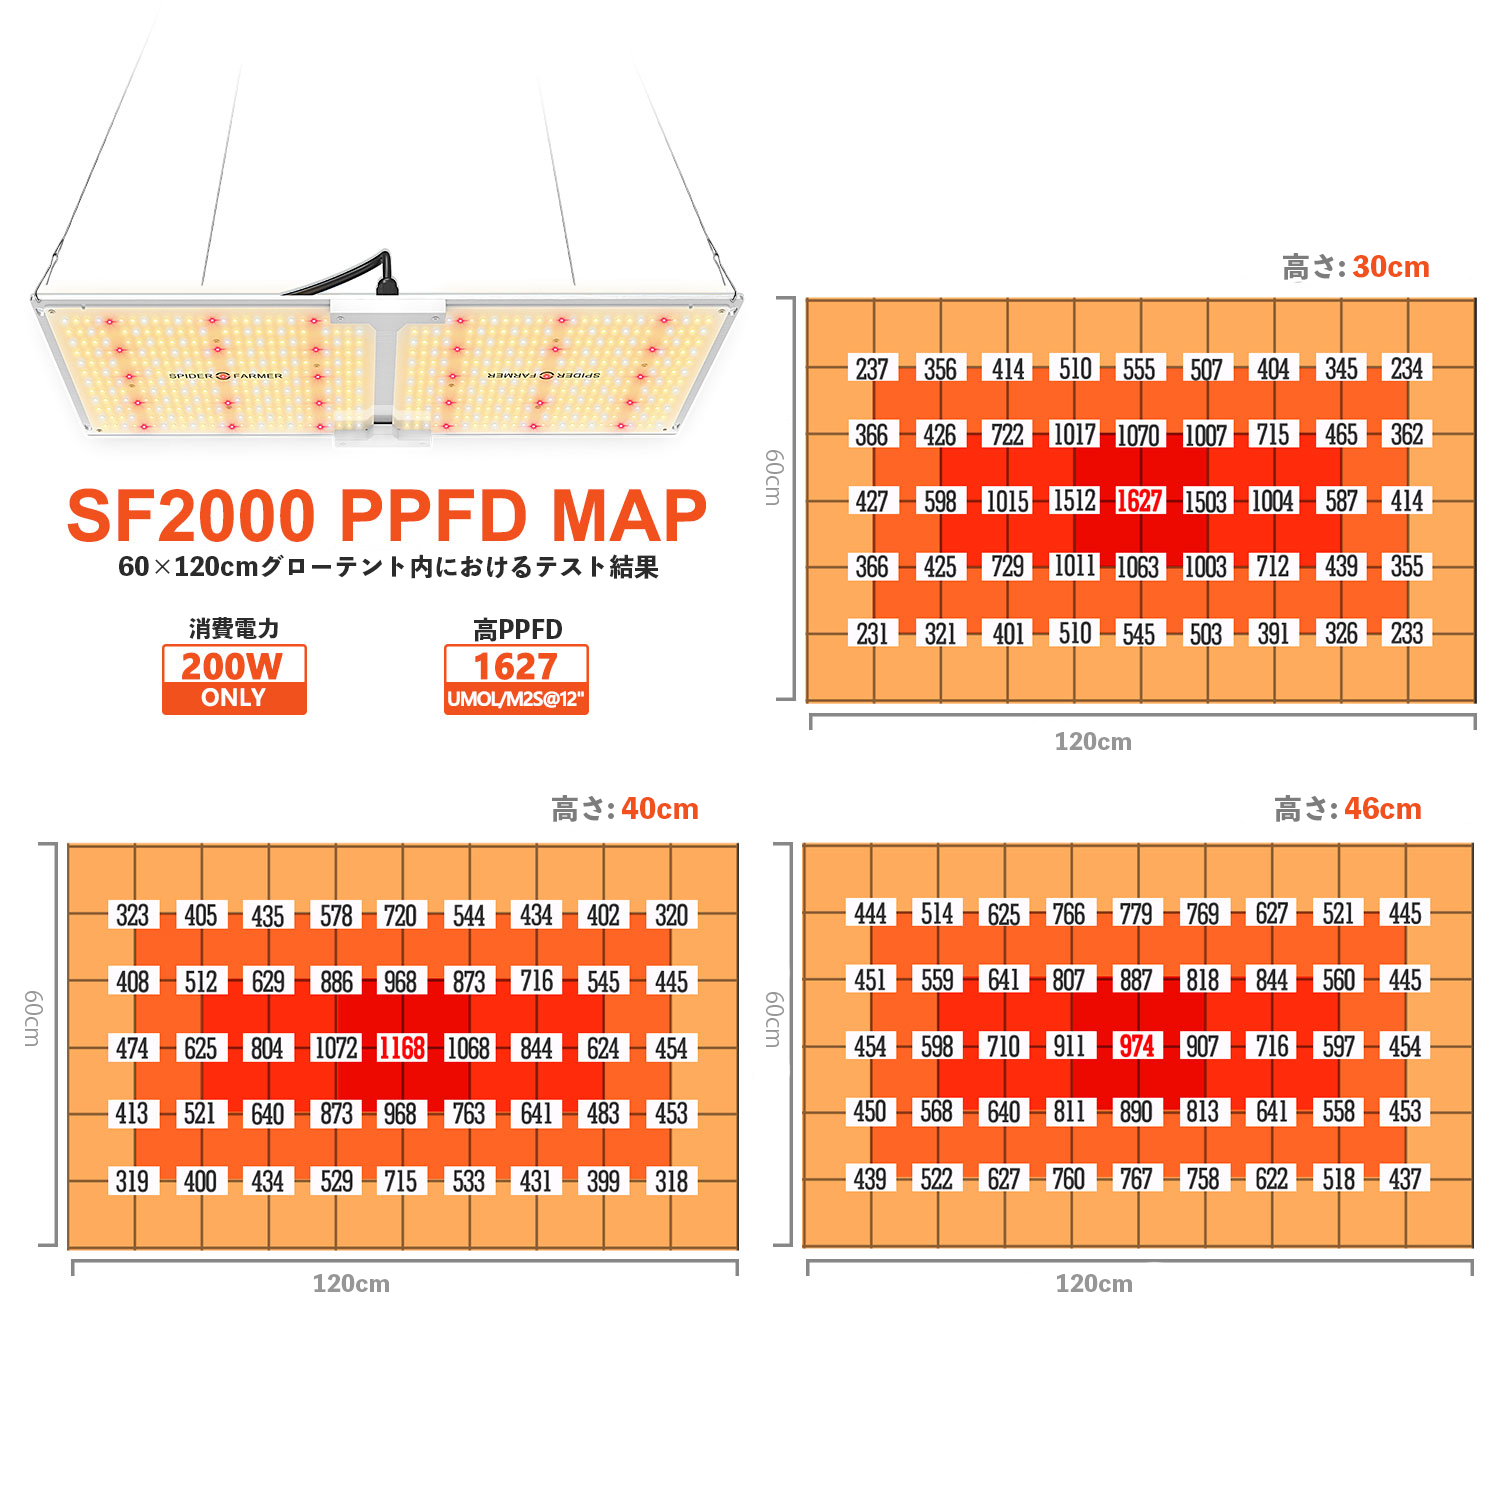 SPIDER FARMER
SPIDER FARMER
SF2000 PPFD MAP
60×120cmグローテント内におけるテスト結果
消費電力
200W
ONLY
高PPFD
1627
UMOL/M2S@12"
高さ: 30cm
237 356 414 510 555 507 404 345 234
366 426 722 1017 1070 1007 715 465 362
427 598 1015 1512 1627 1503 1004 587 414
366 425 729 1011 1063 1003 712 439 355
231 321 401 510 545 503 391 326 233
60cm
120cm
高さ: 40cm
323 405 435 578 720 544 434 402 320
408 512 629 886 968 873 716 545 445
474 625 804 1072 1168 1068 844 624 454
413 521 640 873 968 763 641 483 453
319 400 434 529 715 533 431 399 318
60cm
120cm
高さ: 46cm
444 514 625 766 779 769 627 521 445
451 559 641 807 887 818 844 560 445
454 598 710 911 974 907 716 597 454
450 568 640 811 890 813 641 558 453
439 522 627 760 767 758 622 518 437
60cm
120cm